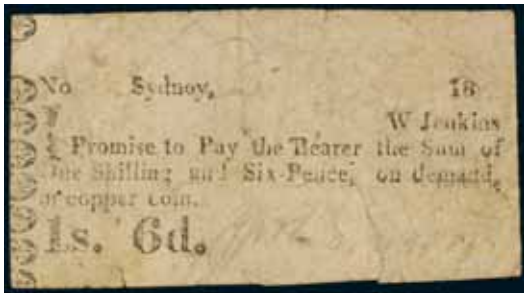 No Sydney, 18
W Jenkins
I Promise to Pay the Bearer the Sum of
One Shilling and Six-Pence, on demand,
in copper coin.
1s. 6d.